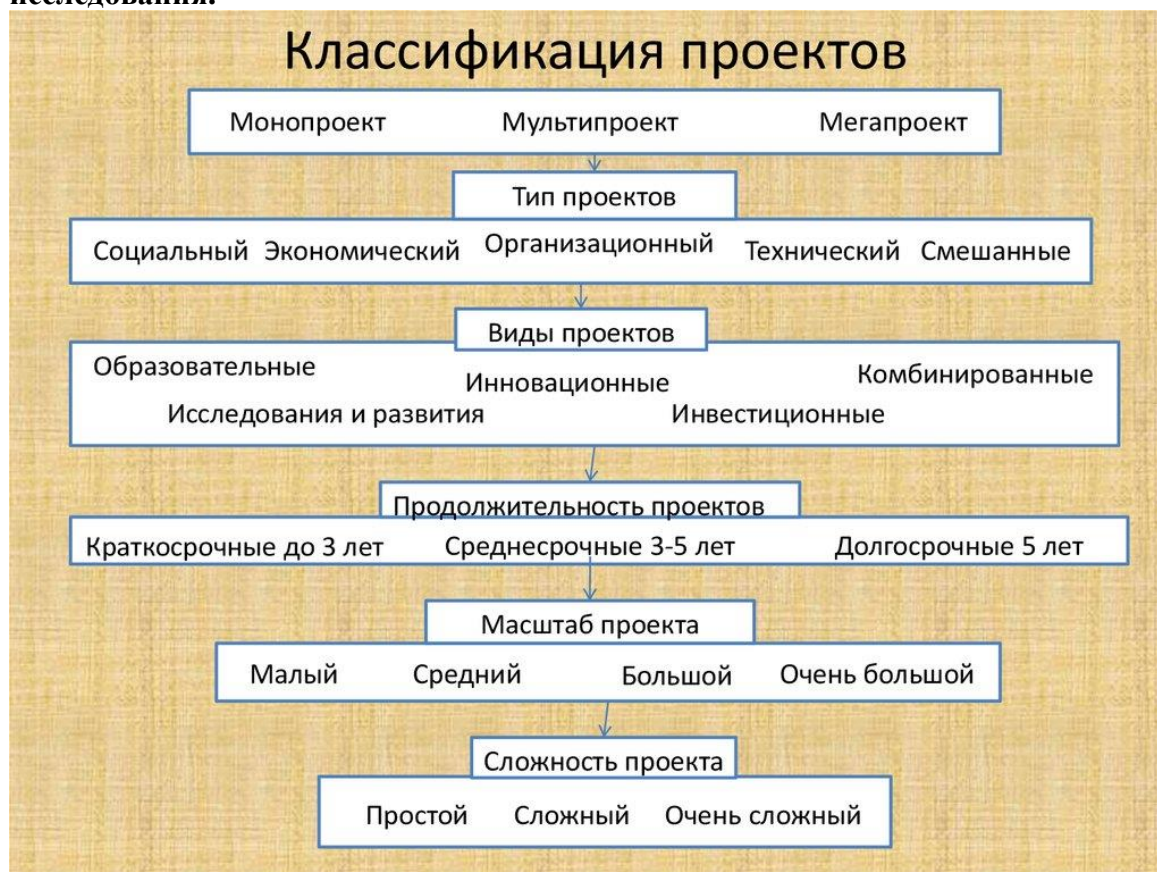 исследования.
Классификация проектов
Монопроект Мультипроект Мегапроект
Тип проектов
Социальный Экономический Организационный Технический Смешанные
Виды проектов
Образовательные Инновационные Комбинированные
Исследования и развития Инвестиционные
Продолжительность проектов
Краткосрочные до 3 лет Среднесрочные 3-5 лет Долгосрочные 5 лет
Масштаб проекта
Малый Средний Большой Очень большой
Сложность проекта
Простой Сложный Очень сложный